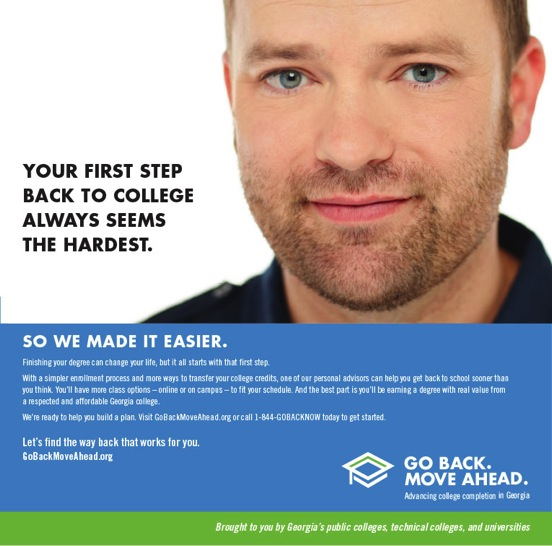 YOUR FIRST STEP
BACK TO COLLEGE
ALWAYS SEEMS
THE HARDEST.
SO WE MADE IT EASIER.
Finishing your degree can change your life, but it all starts with that first step.
With a simpler enrollment process and more ways to transfer your college credits, one of our personal advisors can help you get back to school sooner than
you think. You'll have more class options – online or on campus – to fit your schedule. And the best part is you'll be earning a degree with real value from
a respected and affordable Georgia college.
We're ready to help you build a plan. Visit GoBackMoveAhead.org or call 1-844-GOBACKNOW today to get started.
Let's find the way back that works for you.
GoBackMoveAhead.org
GO BACK.
MOVE AHEAD.
Advancing college completion in Georgia
Brought to you by Georgia's public colleges, technical colleges, and universities